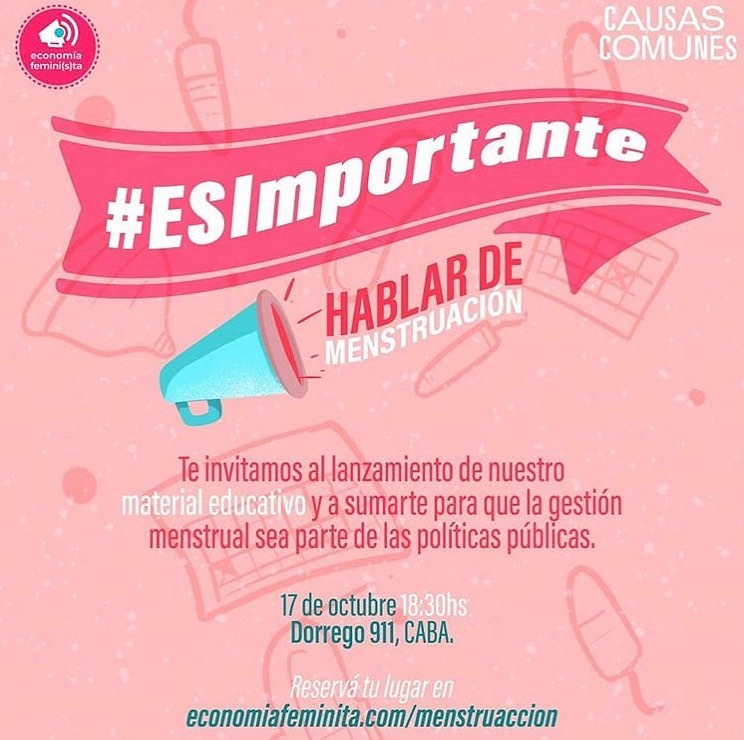 economía
femini(s)ta
CAUSAS
COMUNES
#ESImportante
HABLAR DE
MENSTRUACIÓN
Te invitamos al lanzamiento de nuestro
material educativo y a sumarte para que la gestión
menstrual sea parte de las políticas públicas.
17 de octubre 18:30hs
Dorrego 911, CABA.
Reservá tu lugar en
economiafeminita.com/menstruaccion